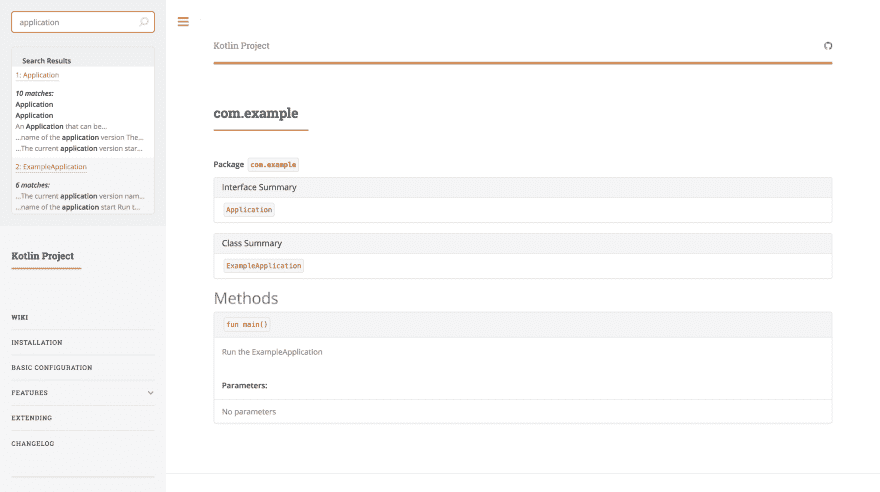 application
Search Results
1: Application
10 matches:
Application
Application
An Application that can be...
...name of the application version The...
...The current application version star...
2: ExampleApplication
6 matches:
...The current application version nam...
...name of the application start Run t...
Kotlin Project
WIKI
INSTALLATION
BASIC CONFIGURATION
FEATURES
EXTENDING
CHANGELOG
Kotlin Project
com.example
Package com.example
Interface Summary
Application
Class Summary
ExampleApplication
Methods
fun main()
Run the ExampleApplication
Parameters:
No parameters